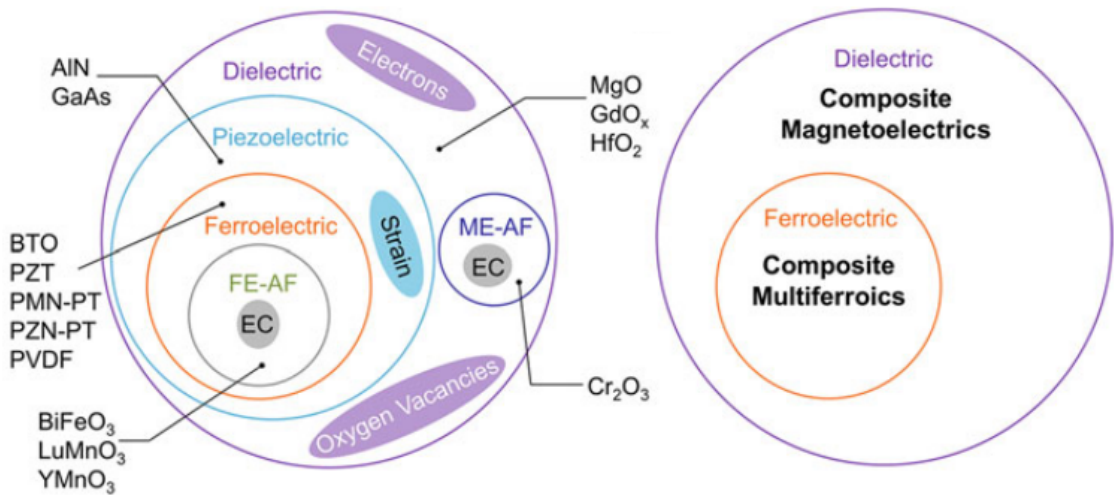 AlN
GaAs
Dielectric
Electrons
Piezoelectric
MgO
GdOₓ
HfO₂
Ferroelectric
Strain
ME-AF
EC
BTO
PZT
PMN-PT
PZN-PT
PVDF
FE-AF
EC
BiFeO₃
LuMnO₃
YMnO₃
Oxygen Vacancies
Cr₂O₃
Dielectric
Composite
Magnetoelectrics
Ferroelectric
Composite
Multiferroics